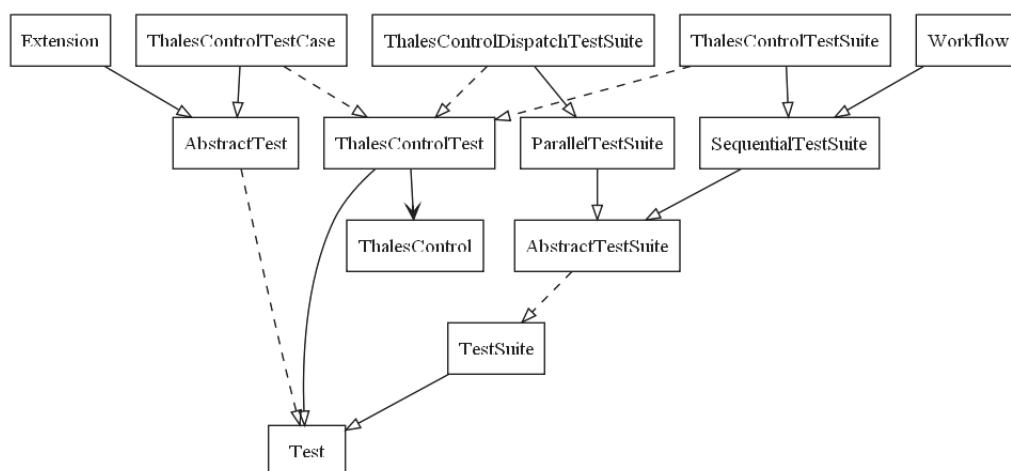 Extension
ThalesControlTestCase
ThalesControlDispatchTestSuite
ThalesControlTestSuite
Workflow
AbstractTest
ThalesControlTest
ParallelTestSuite
SequentialTestSuite
ThalesControl
AbstractTestSuite
TestSuite
Test